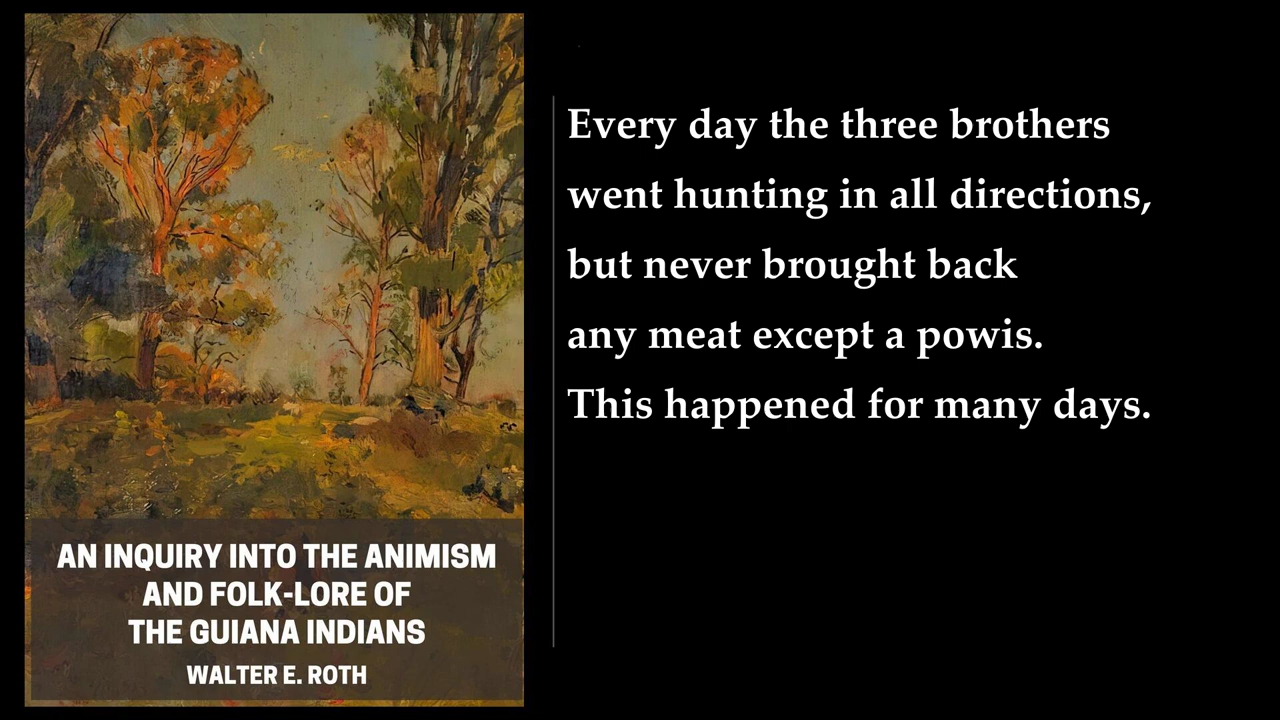 Every day the three brothers
went hunting in all directions,
but never brought back
any meat except a powis.
This happened for many days.
AN INQUIRY INTO THE ANIMISM
AND FOLK-LORE OF
THE GUIANA INDIANS
WALTER E. ROTH